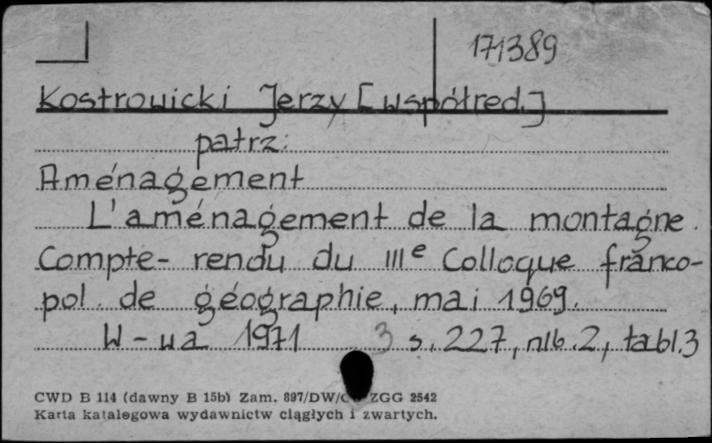 171389
Kostrowicki Jerzy [współred.]
patrz:
Aménagement
L'aménagement de la montagne.
Compte-rendu du IIIe Colloque franco-
pol. de géographie, mai 1969.
W-wa 1971 3 s. 227, nlb. 2, tabl. 3
CWD B 114 (dawny B 15b) Zam. 897/DW/ ZGG 2542
Karta katalogowa wydawnictw ciągłych i zwartych.